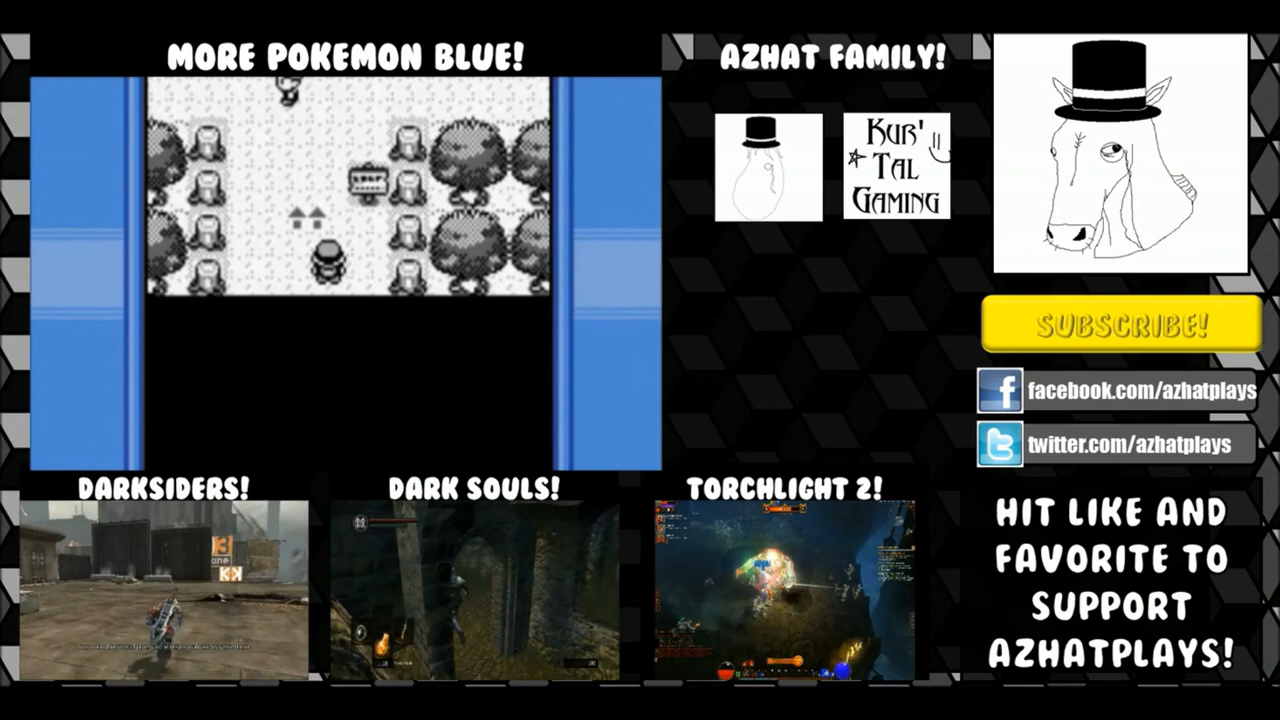 MORE POKEMON BLUE!
AZHAT FAMILY!
KUR'
TAL
GAMING
SUBSCRIBE!
facebook.com/azhatplays
twitter.com/azhatplays
DARKSIDERS!
DARK SOULS!
TORCHLIGHT 2!
HIT LIKE AND
FAVORITE TO
SUPPORT
AZHATPLAYS!